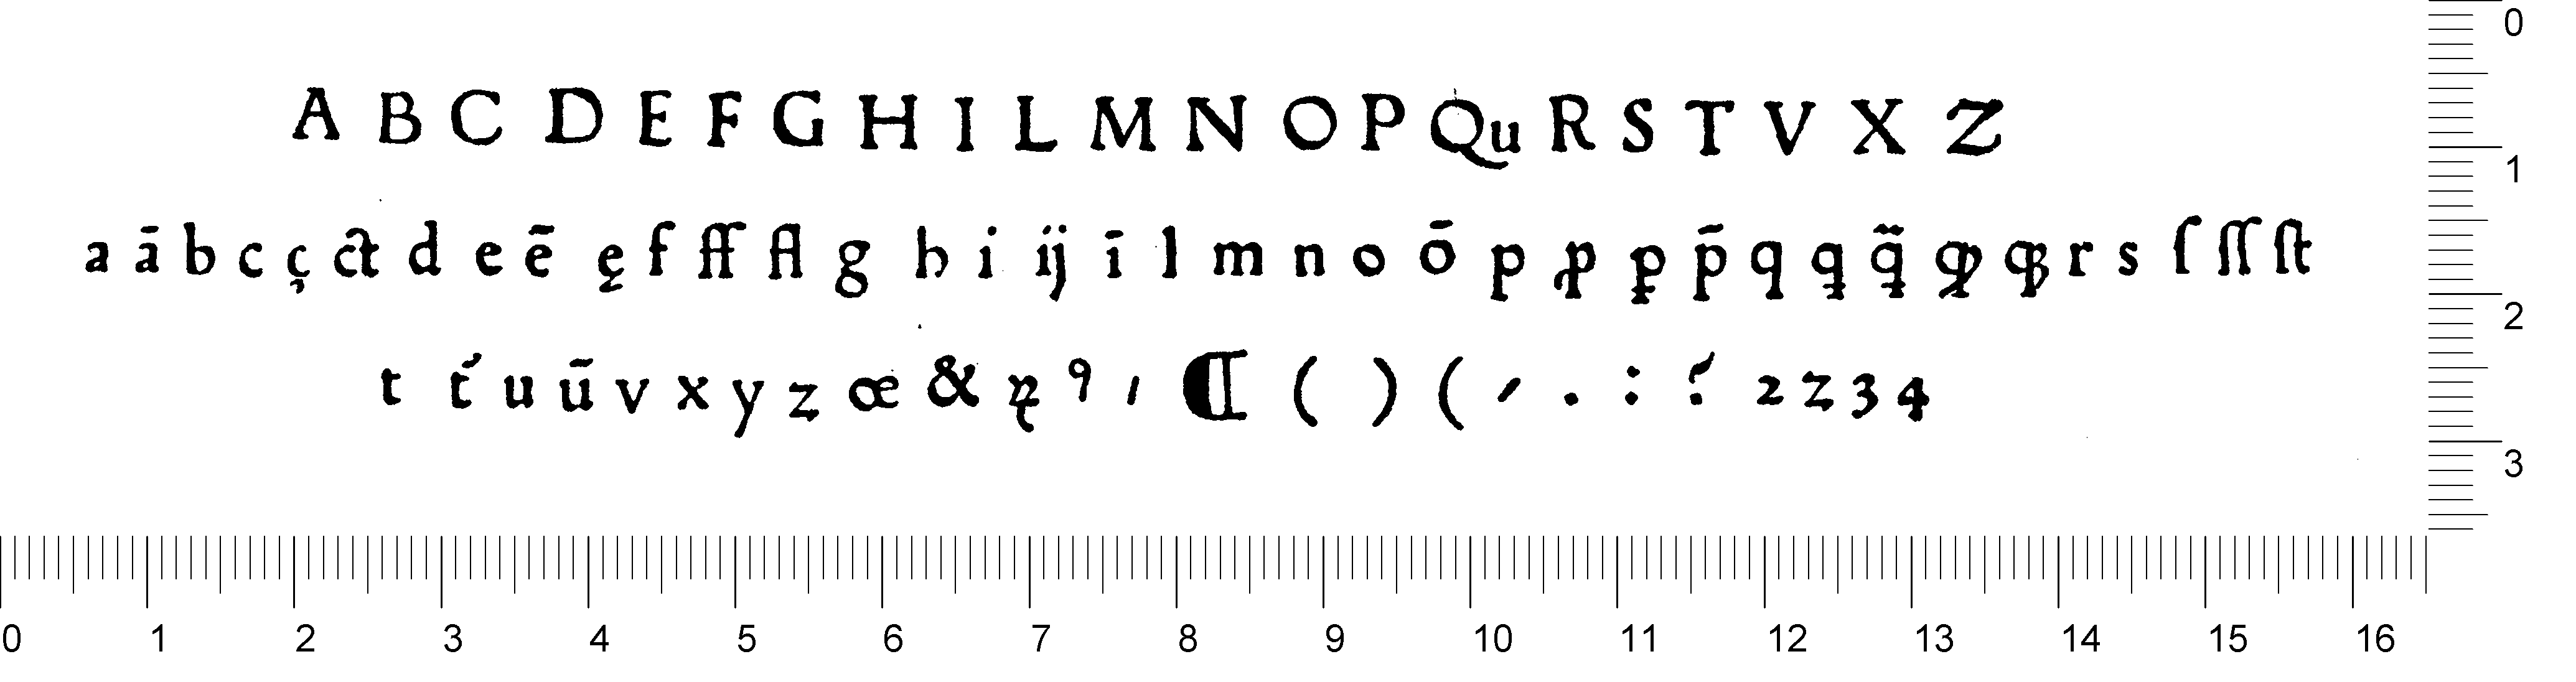 A B C D E F G H I L M N O P Qu R S T V X Z
a ā b c ç ct d e ē ę f ff fl g h i ij ī l m n o ō p ꝓ ꝑ p̄ q ꝗ ꝗ̈ ꝙ qꝫ r s ſ ſſ ſt
t t̾ u ū v x y z œ & ꝝ ꝰ ′ ¶ ( ) ( ⸝ . : ? 2 2 3 4
0
1
2
3
0 1 2 3 4 5 6 7 8 9 10 11 12 13 14 15 16